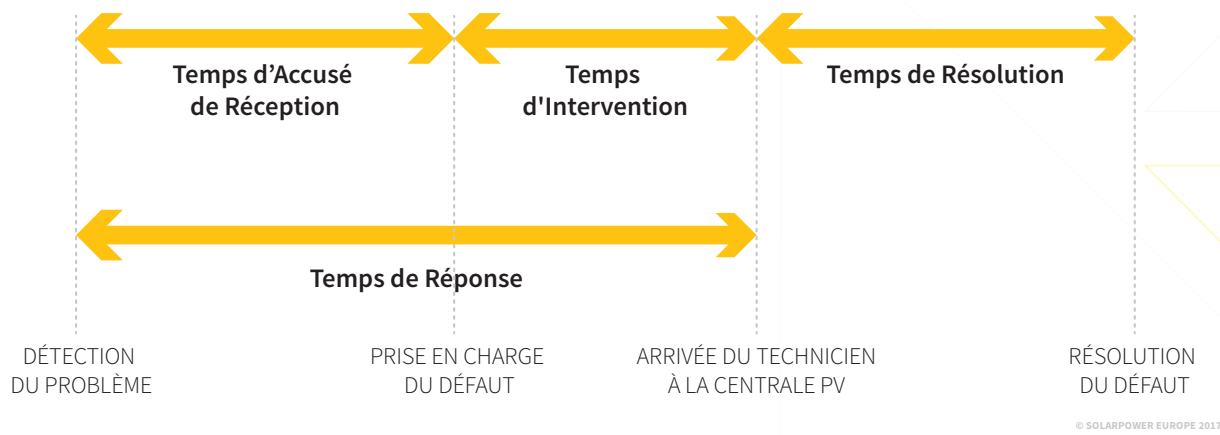 Temps d’Accusé
de Réception
Temps
d'Intervention
Temps de Résolution
Temps de Réponse
DÉTECTION
DU PROBLÈME
PRISE EN CHARGE
DU DÉFAUT
ARRIVÉE DU TECHNICIEN
À LA CENTRALE PV
RÉSOLUTION
DU DÉFAUT
© SOLARPOWER EUROPE 2017